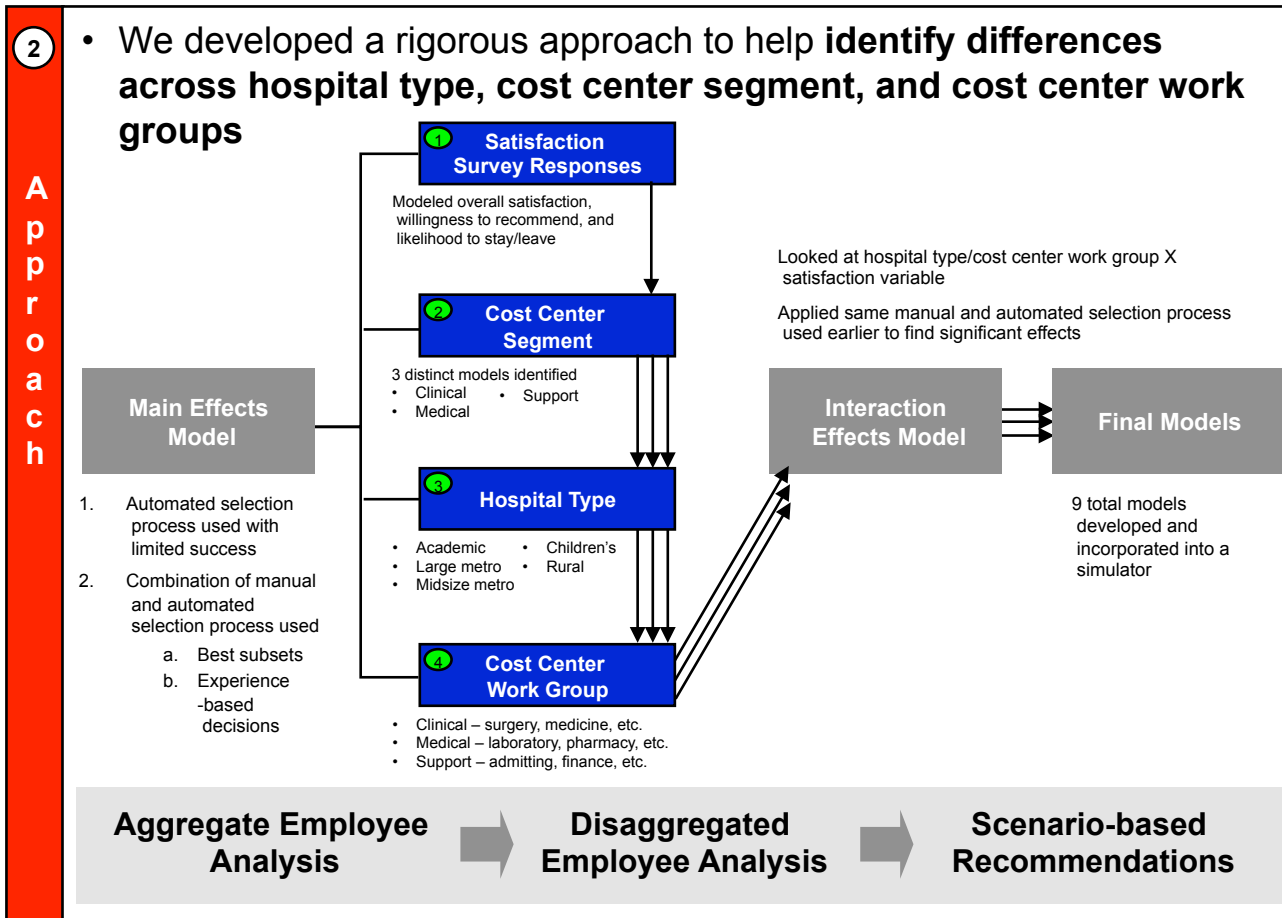 2
Approach
• We developed a rigorous approach to help identify differences
across hospital type, cost center segment, and cost center work
groups
1
Satisfaction
Survey Responses
Modeled overall satisfaction,
willingness to recommend, and
likelihood to stay/leave
2
Cost Center
Segment
3 distinct models identified
• Clinical • Support
• Medical
3
Hospital Type
• Academic • Children's
• Large metro • Rural
• Midsize metro
4
Cost Center
Work Group
• Clinical – surgery, medicine, etc.
• Medical – laboratory, pharmacy, etc.
• Support – admitting, finance, etc.
Main Effects
Model
1. Automated selection
process used with
limited success
2. Combination of manual
and automated
selection process used
a. Best subsets
b. Experience
-based
decisions
Looked at hospital type/cost center work group X
satisfaction variable
Applied same manual and automated selection process
used earlier to find significant effects
Interaction
Effects Model
Final Models
9 total models
developed and
incorporated into a
simulator
Aggregate Employee
Analysis
Disaggregated
Employee Analysis
Scenario-based
Recommendations